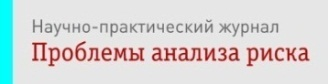 Научно-практический журнал
Проблемы анализа риска